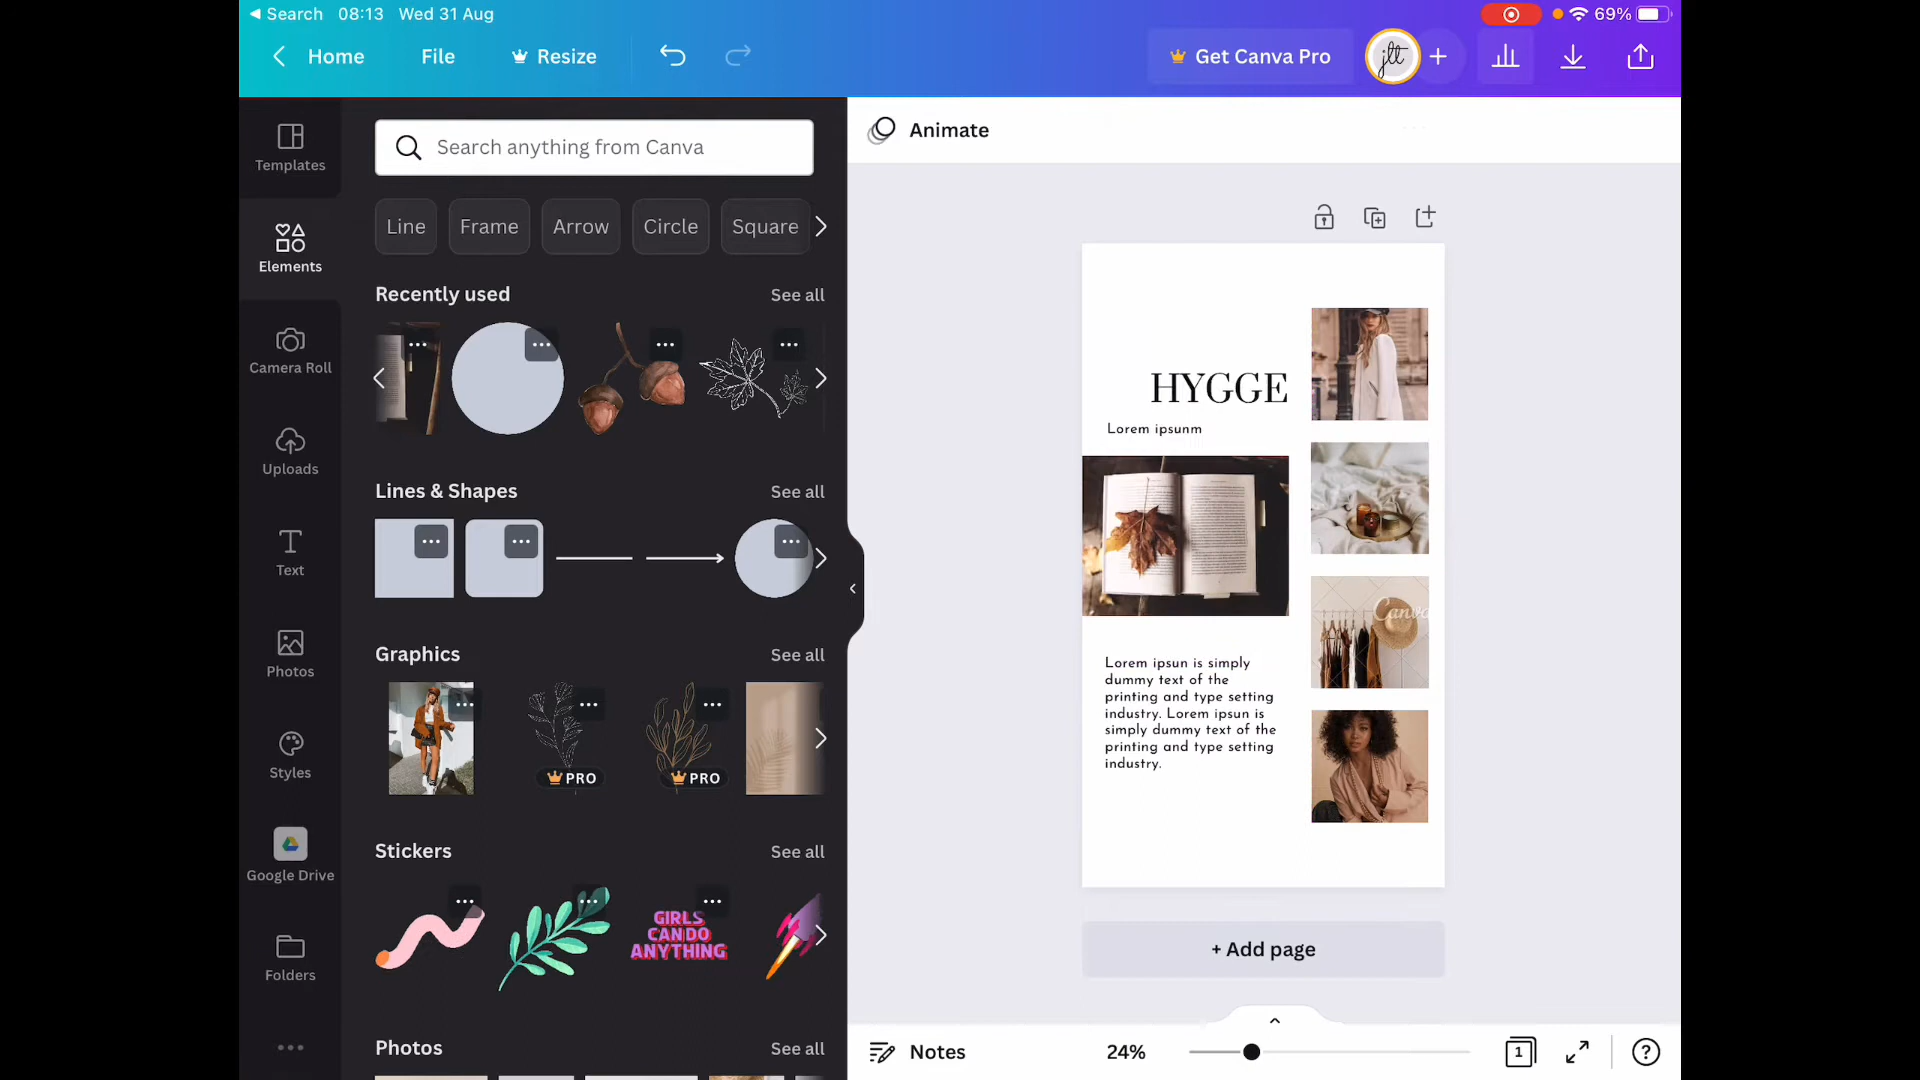 Search 08:13 Wed 31 Aug
69%
Home File Resize
Get Canva Pro
jlt
Templates
Elements
Camera Roll
Uploads
Text
Photos
Styles
Google Drive
Folders
Search anything from Canva
Line Frame Arrow Circle Square
Recently used See all
Lines & Shapes See all
Graphics See all
PRO PRO
Stickers See all
GIRLS
CAN DO
ANYTHING
Photos See all
Animate
HYGGE
Lorem ipsunm
Canva
Lorem ipsun is simply
dummy text of the
printing and type setting
industry. Lorem ipsun is
simply dummy text of the
printing and type setting
industry.
+ Add page
Notes 24% 1